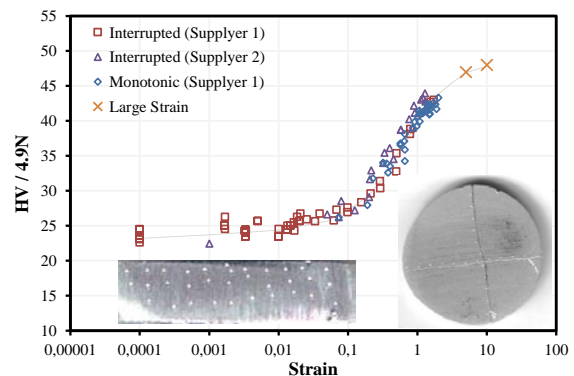 55
50
45
40
35
30
25
20
15
10
HV / 4.9N
Interrupted (Supplyer 1)
Interrupted (Supplyer 2)
Monotonic (Supplyer 1)
Large Strain
0,00001 0,0001 0,001 0,01 0,1 1 10 100
Strain